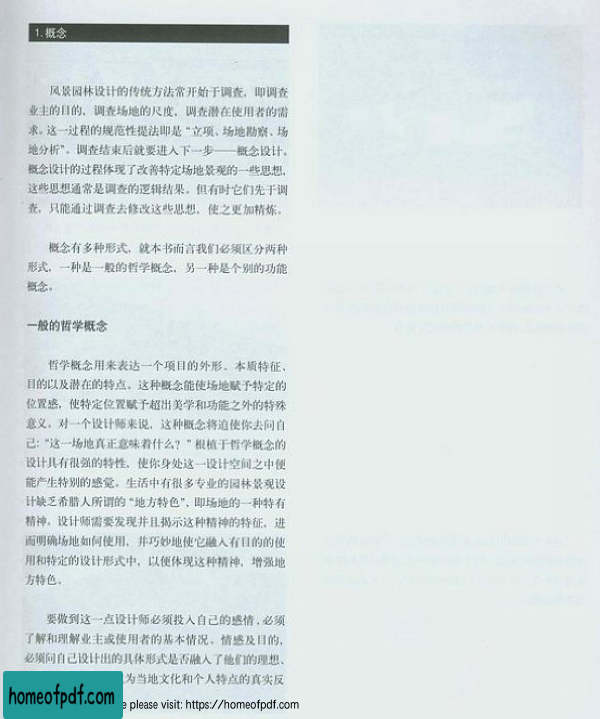 1. 概念
风景园林设计的传统方法常开始于调查，即调查
业主的目的，调查场地的尺度，调查潜在使用者的需
求。这一过程的规范性提法即是“立项、场地勘察、场
地分析”。调查结束后就要进入下一步——概念设计。
概念设计的过程体现了改善特定场地景观的一些思想，
这些思想通常是调查的逻辑结果。但有时它们先于调
查，只能通过调查去修改这些思想，使之更加精炼。
概念有多种形式，就本书而言我们必须区分两种
形式，一种是一般的哲学概念，另一种是个别的功能
概念。
一般的哲学概念
哲学概念用来表达一个项目的外形、本质特征、
目的以及潜在的特点。这种概念能使场地赋予特定的
位置感，使特定位置赋予超出美学和功能之外的特殊
意义。对一个设计师来说，这种概念将迫使你去问自
己：“这一场地真正意味着什么？”根植于哲学概念的
设计具有很强的特性，使你身处这一设计空间之中便
能产生特别的感觉。生活中有很多专业的园林景观设
计缺乏希腊人所谓的“地方特色”，即场地的一种特有
精神。设计师需要发现并且揭示这种精神的特征，进
而明确场地如何使用，并巧妙地使它融入有目的的使
用和特定的设计形式中，以便体现这种精神，增强地
方特色。
要做到这一点设计师必须投入自己的感情、必须
了解和理解业主或使用者的基本情况、情感及目的，
必须问自己设计出的具体形式是否融入了他们的理想、
为当地文化和个人特点的真实反
homeofpdf.com
e please visit: https://homeofpdf.com